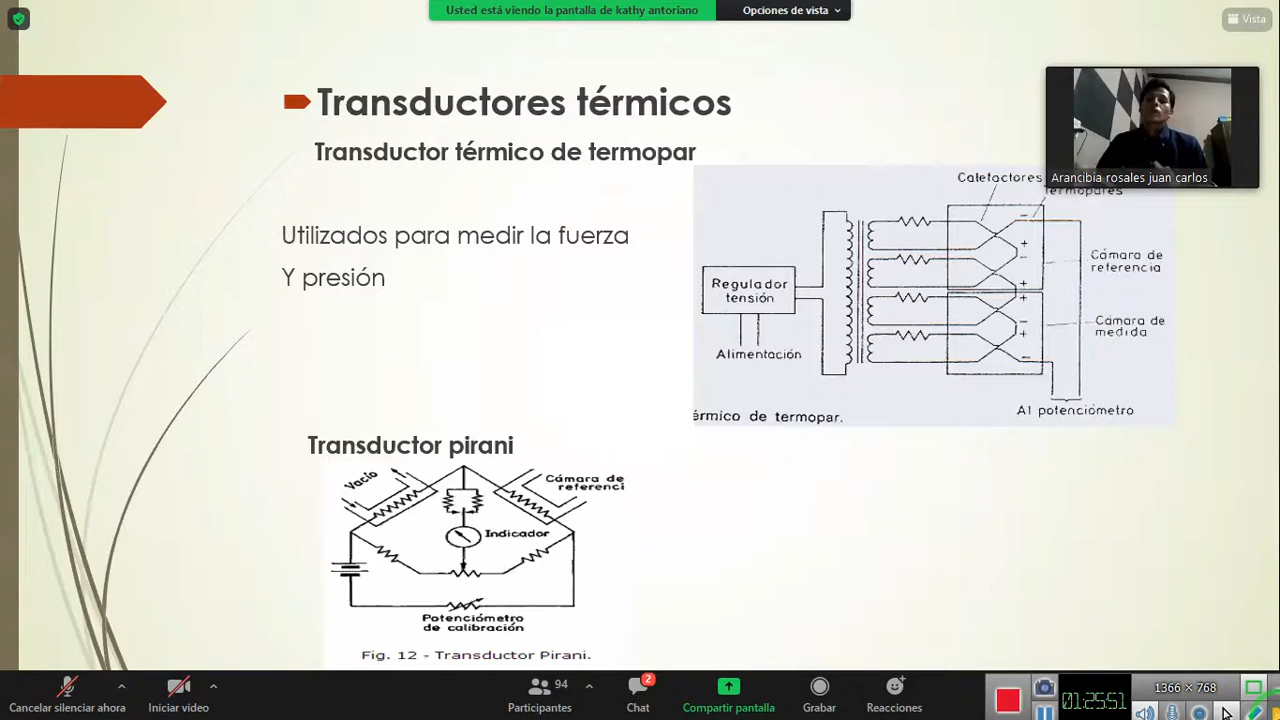 Usted está viendo la pantalla de kathy antoriano
Opciones de vista
Vista
Transductores térmicos
Transductor térmico de termopar
Arancibia rosales juan carlos
Calefactores
Termopares
Utilizados para medir la fuerza
Y presión
Regulador
tensión
Alimentación
Cámara de
referencia
Cámara de
medida
Al potenciómetro
érmico de termopar.
Transductor pirani
Vacío
Cámara de
referenci
Indicador
Potenciómetro
de calibración
Fig. 12 - Transductor Pirani.
Cancelar silenciar ahora
Iniciar video
94
Participantes
2
Chat
Compartir pantalla
Grabar
Reacciones
01:25:51
1366 × 768